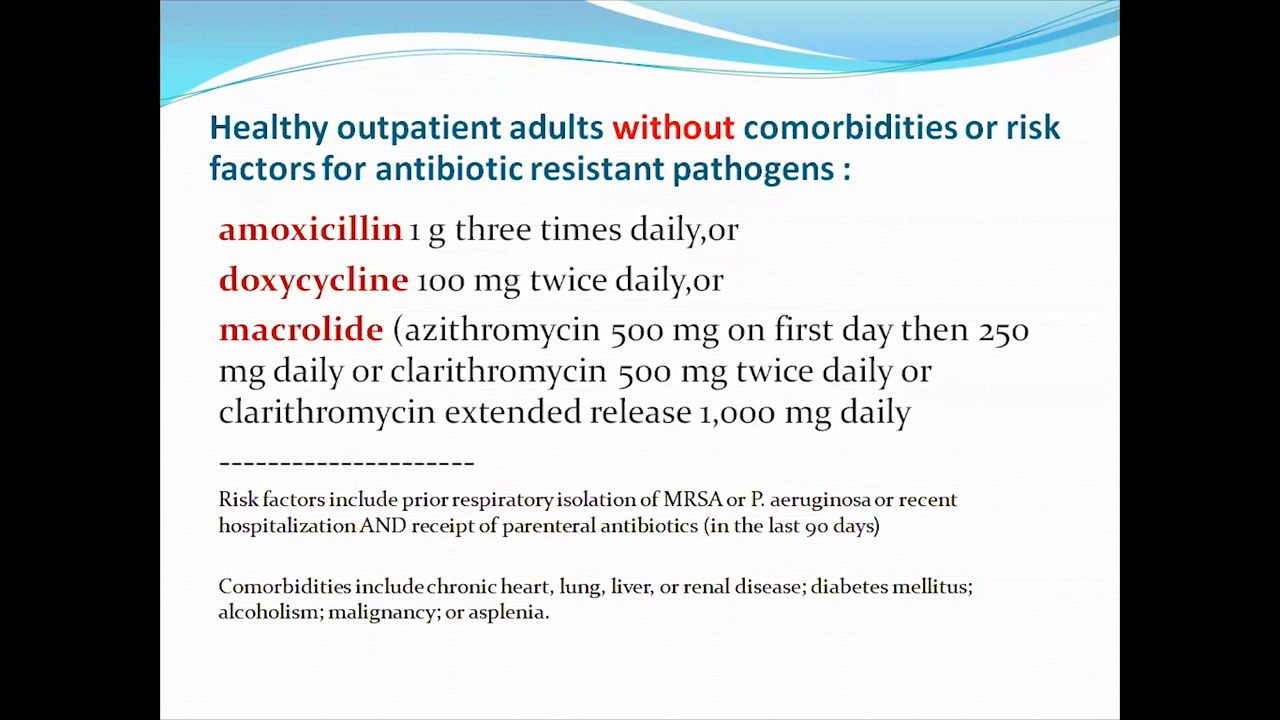 Healthy outpatient adults without comorbidities or risk
factors for antibiotic resistant pathogens :
amoxicillin 1 g three times daily,or
doxycycline 100 mg twice daily,or
macrolide (azithromycin 500 mg on first day then 250
mg daily or clarithromycin 500 mg twice daily or
clarithromycin extended release 1,000 mg daily
---------------------
Risk factors include prior respiratory isolation of MRSA or P. aeruginosa or recent
hospitalization AND receipt of parenteral antibiotics (in the last 90 days)
Comorbidities include chronic heart, lung, liver, or renal disease; diabetes mellitus;
alcoholism; malignancy; or asplenia.